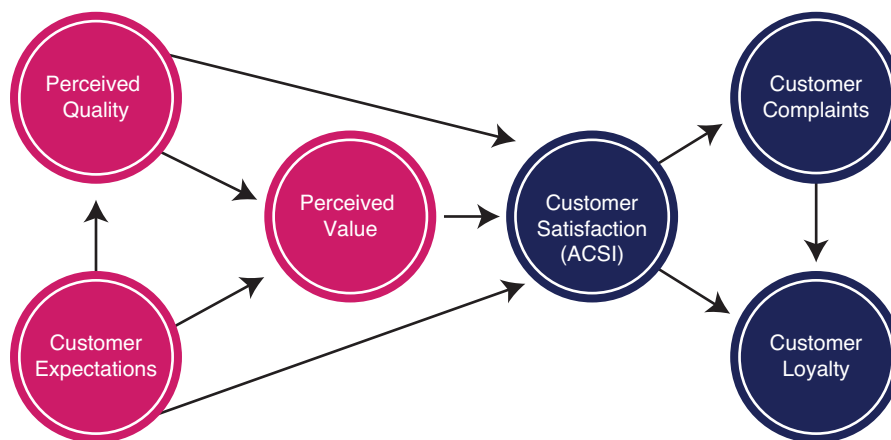 Perceived
Quality
Customer
Complaints
Perceived
Value
Customer
Satisfaction
(ACSI)
Customer
Expectations
Customer
Loyalty